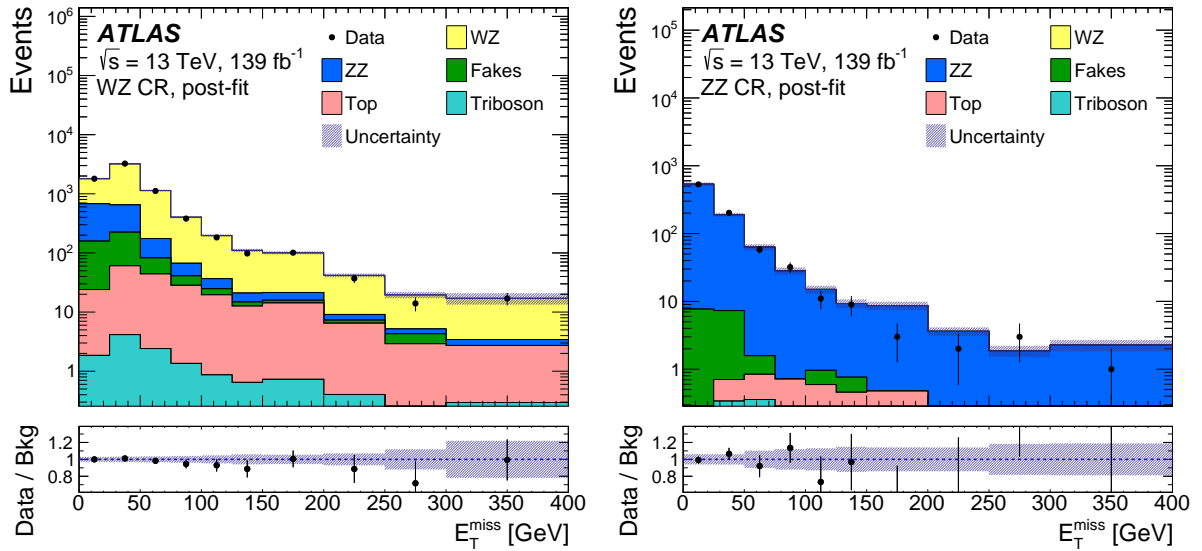 ATLAS
√s = 13 TeV, 139 fb⁻¹
WZ CR, post-fit
Data
WZ
ZZ
Fakes
Top
Triboson
Uncertainty
Events
10⁶
10⁵
10⁴
10³
10²
10
1
Data / Bkg
1.2
1
0.8
0 50 100 150 200 250 300 350 400
E_T^miss [GeV]
ATLAS
√s = 13 TeV, 139 fb⁻¹
ZZ CR, post-fit
Data
WZ
ZZ
Fakes
Top
Triboson
Uncertainty
Events
10⁵
10⁴
10³
10²
10
1
Data / Bkg
1.2
1
0.8
0 50 100 150 200 250 300 350 400
E_T^miss [GeV]